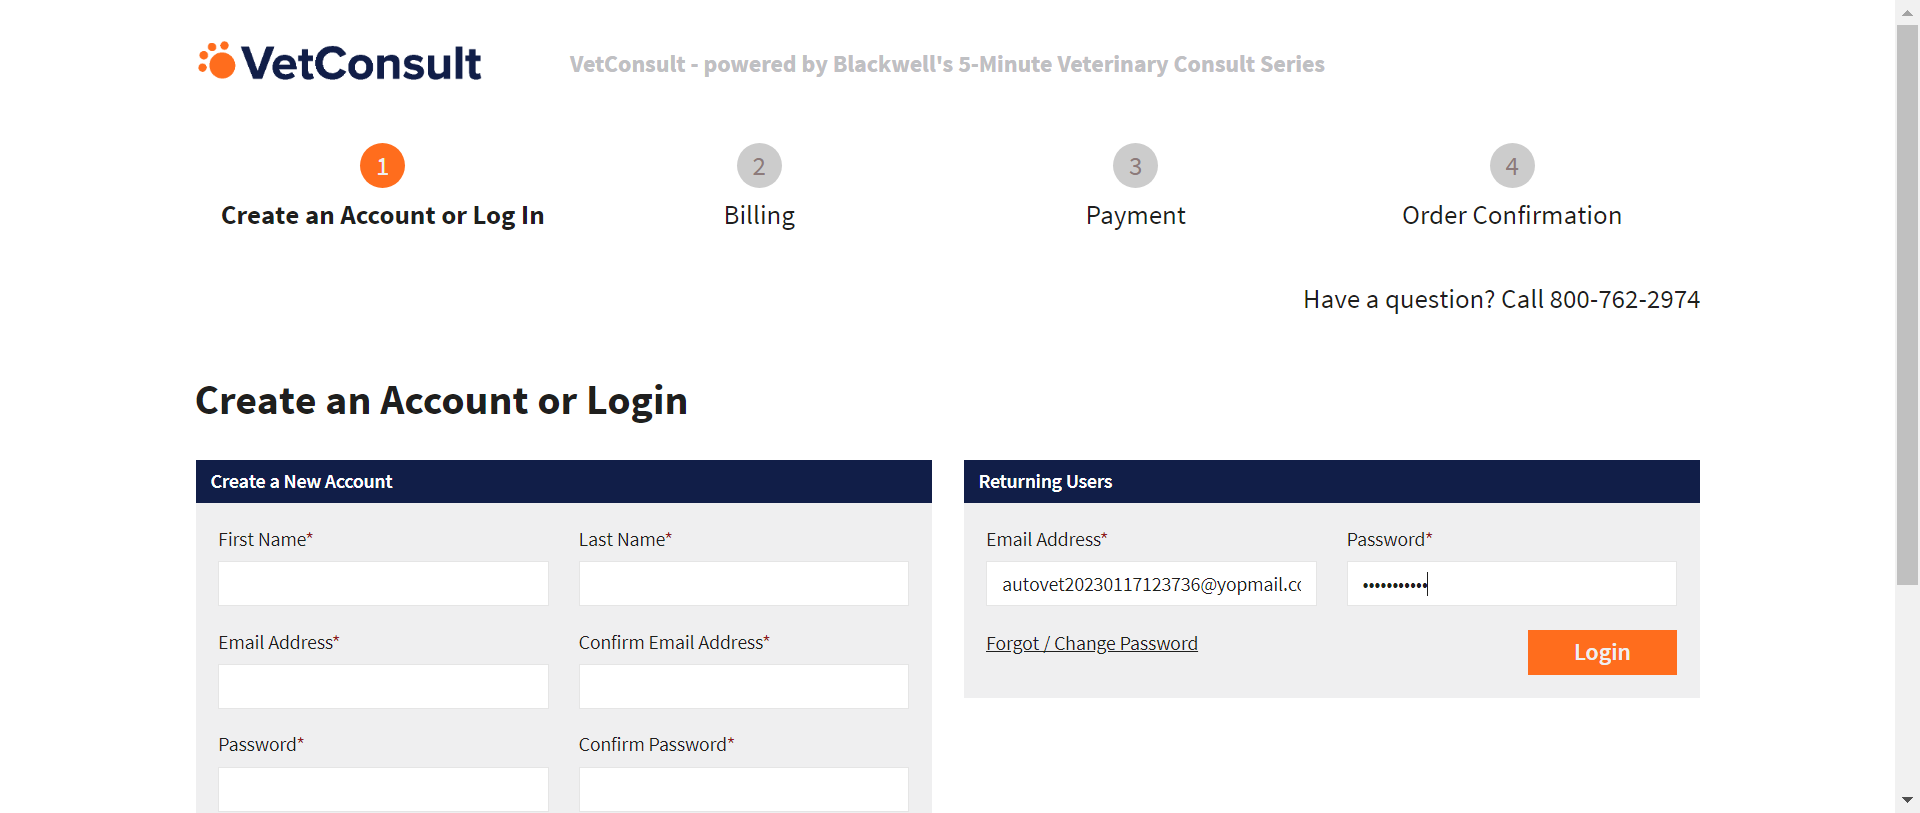 VetConsult
VetConsult - powered by Blackwell's 5-Minute Veterinary Consult Series
1
Create an Account or Log In
2
Billing
3
Payment
4
Order Confirmation
Have a question? Call 800-762-2974
Create an Account or Login
Create a New Account
First Name*
Last Name*
Email Address*
Confirm Email Address*
Password*
Confirm Password*
Returning Users
Email Address*
Password*
autovet20230117123736@yopmail.co
•••••••••••
Forgot / Change Password
Login